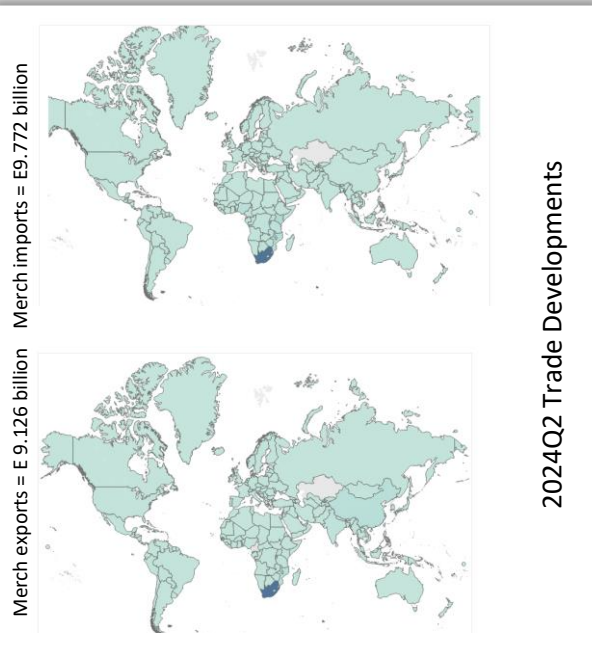 2024Q2 Trade Developments
Merch imports = E9.772 billion
Merch exports = E 9.126 billion